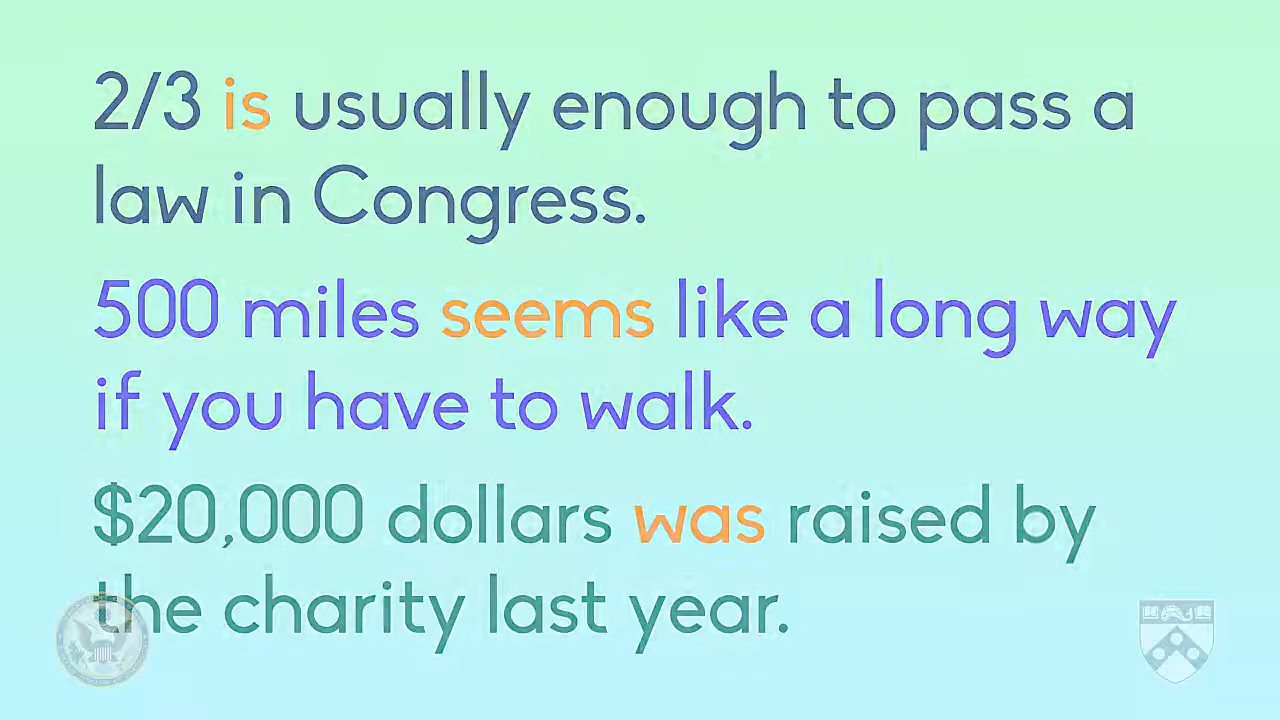 2/3 is usually enough to pass a
law in Congress.
500 miles seems like a long way
if you have to walk.
$20,000 dollars was raised by
the charity last year.